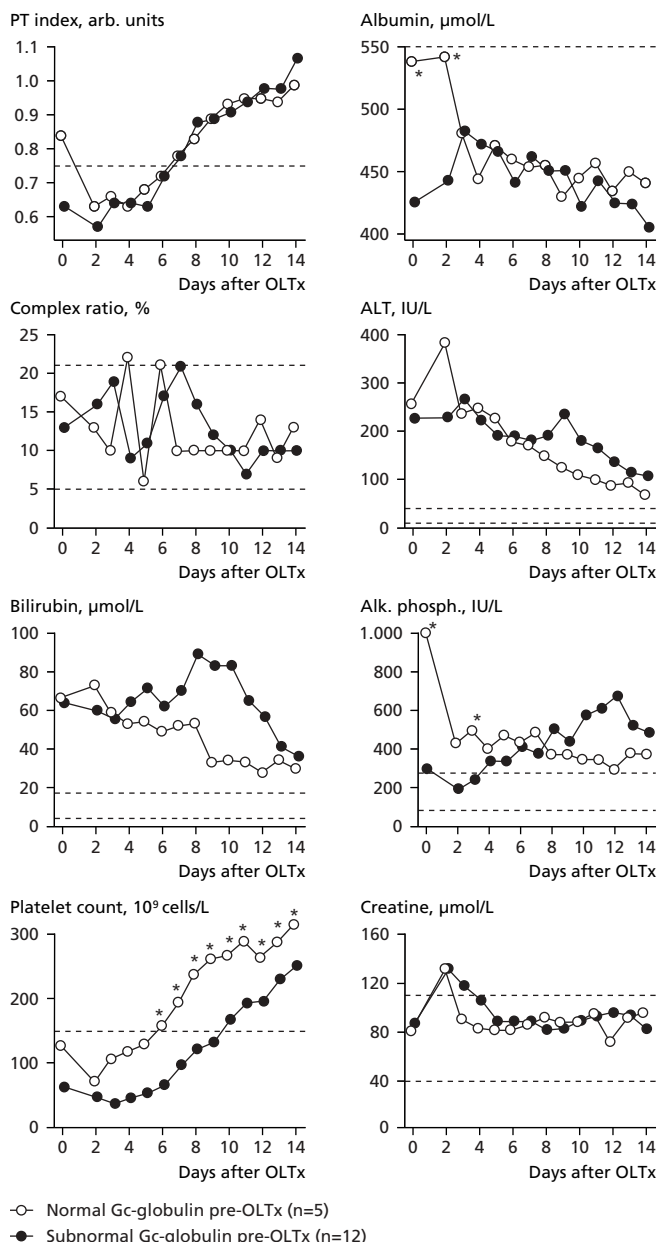 PT index, arb. units
1.1
1.0
0.9
0.8
0.7
0.6
0 2 4 6 8 10 12 14
Days after OLTx
Albumin, µmol/L
550
500
450
400
* *
0 2 4 6 8 10 12 14
Days after OLTx
Complex ratio, %
25
20
15
10
5
0
0 2 4 6 8 10 12 14
Days after OLTx
ALT, IU/L
400
300
200
100
0
0 2 4 6 8 10 12 14
Days after OLTx
Bilirubin, µmol/L
100
80
60
40
20
0
0 2 4 6 8 10 12 14
Days after OLTx
Alk. phosph., IU/L
1.000
800
600
400
200
0
* *
0 2 4 6 8 10 12 14
Days after OLTx
Platelet count, 10⁹ cells/L
300
200
150
100
0
* * * * * * * * *
0 2 4 6 8 10 12 14
Days after OLTx
Creatine, µmol/L
160
120
80
40
0
0 2 4 6 8 10 12 14
Days after OLTx
Normal Gc-globulin pre-OLTx (n=5)
Subnormal Gc-globulin pre-OLTx (n=12)